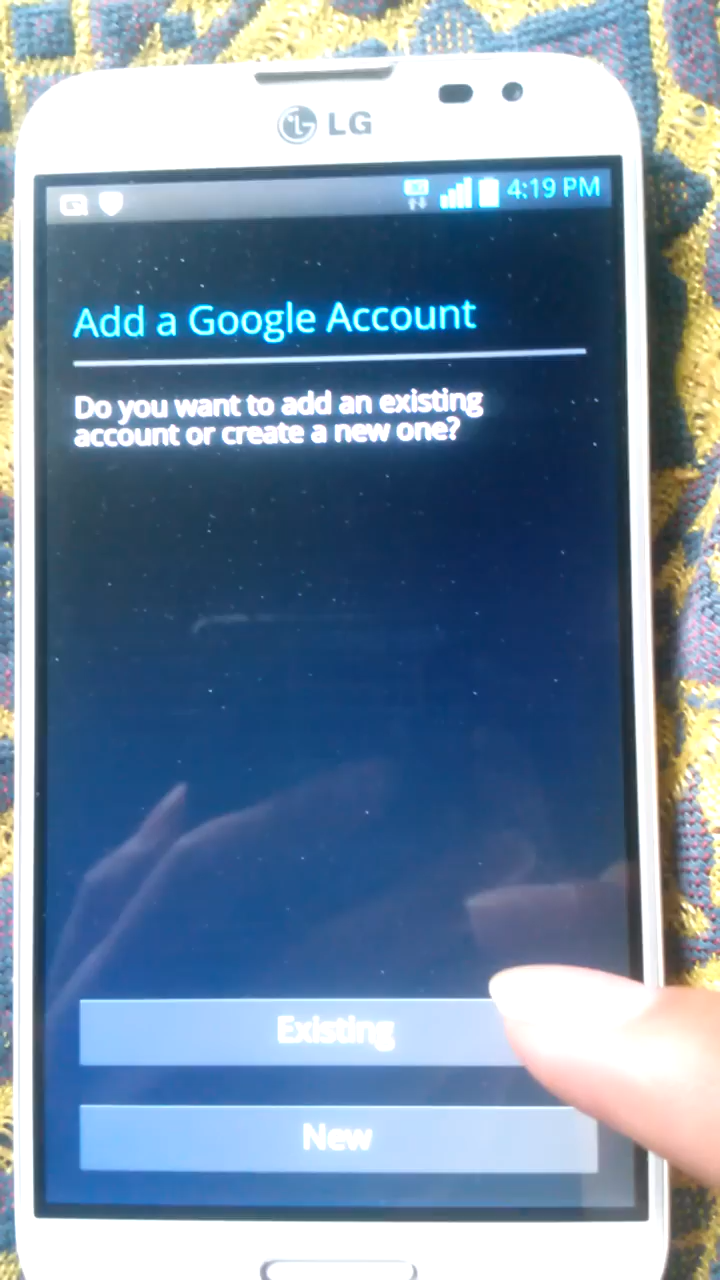 LG
4:19 PM
Add a Google Account
Do you want to add an existing
account or create a new one?
Existing
New